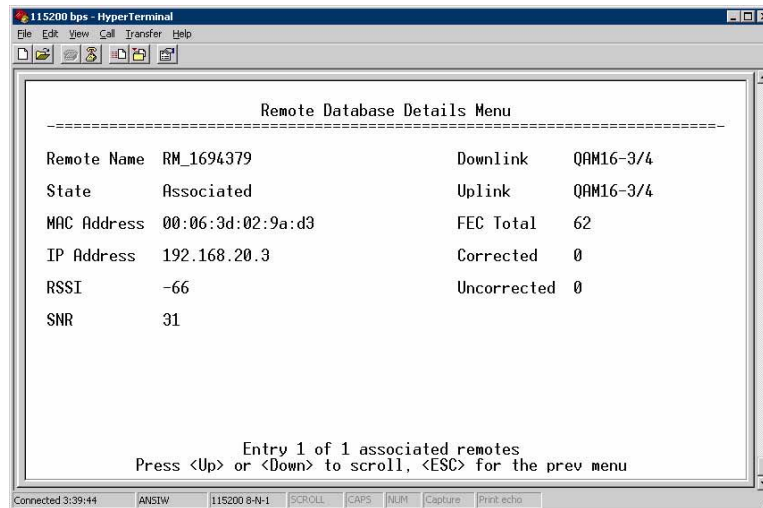 115200 bps - HyperTerminal
File Edit View Call Transfer Help
Remote Database Details Menu
-==========================================================================-
Remote Name RM_1694379 Downlink QAM16-3/4
State Associated Uplink QAM16-3/4
MAC Address 00:06:3d:02:9a:d3 FEC Total 62
IP Address 192.168.20.3 Corrected 0
RSSI -66 Uncorrected 0
SNR 31
Entry 1 of 1 associated remotes
Press <Up> or <Down> to scroll, <ESC> for the prev menu
Connected 3:39:44 ANSIW 115200 8-N-1 SCROLL CAPS NUM Capture Print echo